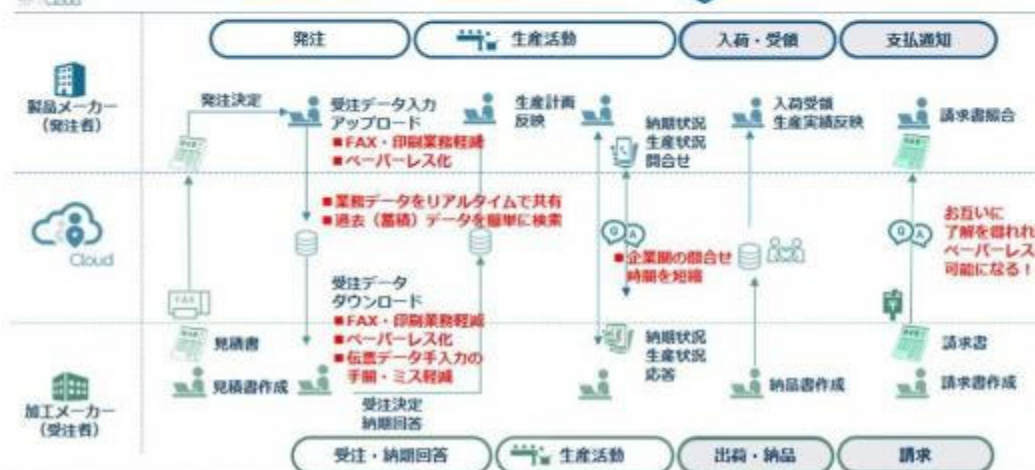 Cloud
発注
生産活動
入荷・受領
支払通知
製品メーカー
（発注者）
発注決定
受注データ入力
アップロード
■FAX・印刷業務軽減
■ペーパーレス化
生産計画
反映
納期状況
生産状況
問合せ
入荷受領
生産実績反映
請求書照合
Cloud
■業務データをリアルタイムで共有
■過去（蓄積）データを簡単に検索
Q A
■企業間の問合せ
時間を短縮
Q A
お互いに
了解を得れれ
ペーパーレス
可能になる！
FAX
受注データ
ダウンロード
■FAX・印刷業務軽減
■ペーパーレス化
■伝票データ手入力の
手間・ミス軽減
加工メーカー
（受注者）
見積書
見積書作成
受注決定
納期回答
納期状況
生産状況
応答
納品書作成
請求書
請求書作成
受注・納期回答
生産活動
出荷・納品
請求